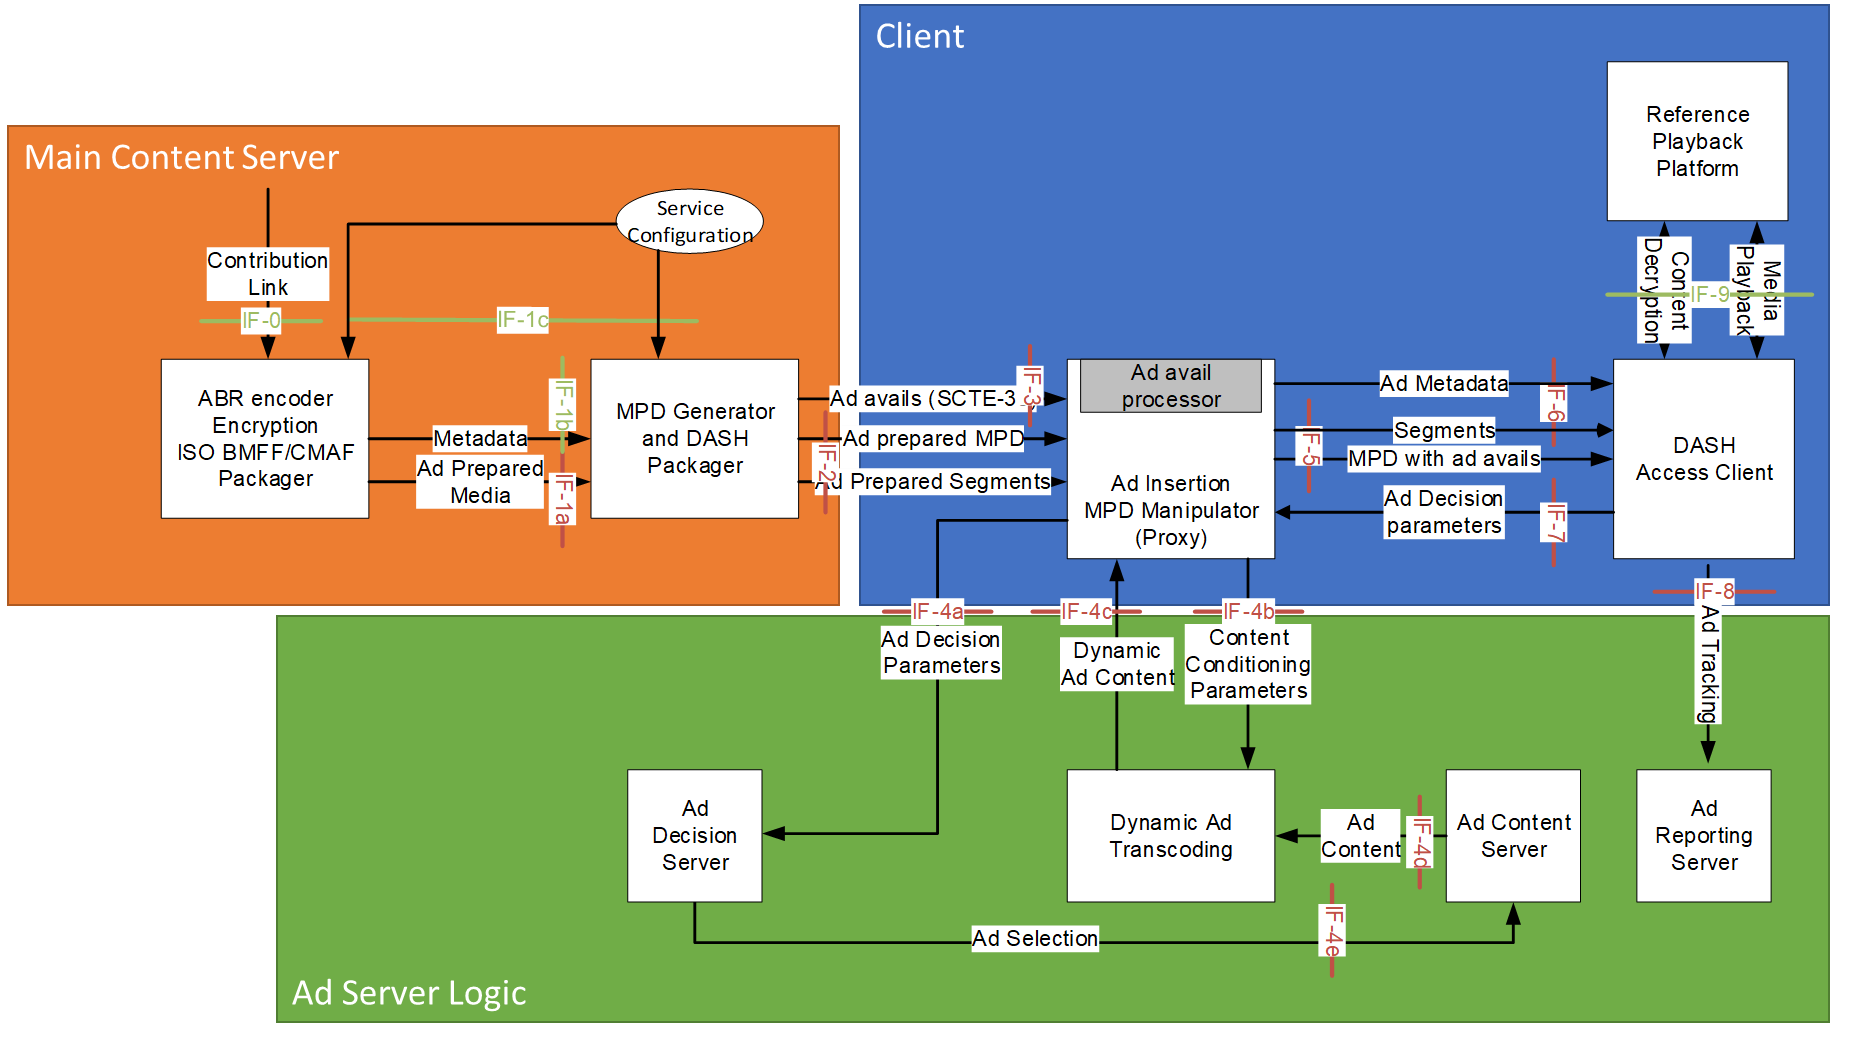 Client
Reference
Playback
Platform
Main Content Server
Service
Configuration
Contribution
Link
IF-0
IF-1c
Content
Decryption
Media
Playback
IF-9
ABR encoder
Encryption
ISO BMFF/CMAF
Packager
Metadata
IF-1b
Ad Prepared
Media
IF-1a
MPD Generator
and DASH
Packager
Ad avails (SCTE-3
IF-3
Ad prepared MPD
IF-2
Ad Prepared Segments
Ad avail
processor
Ad Insertion
MPD Manipulator
(Proxy)
Ad Metadata
IF-6
Segments
IF-5
MPD with ad avails
Ad Decision
parameters
IF-7
DASH
Access Client
IF-8
Ad Tracking
IF-4a
Ad Decision
Parameters
IF-4c
Dynamic
Ad Content
IF-4b
Content
Conditioning
Parameters
Ad
Decision
Server
Dynamic Ad
Transcoding
Ad
Content
IF-4d
Ad Content
Server
Ad
Reporting
Server
IF-4e
Ad Selection
Ad Server Logic